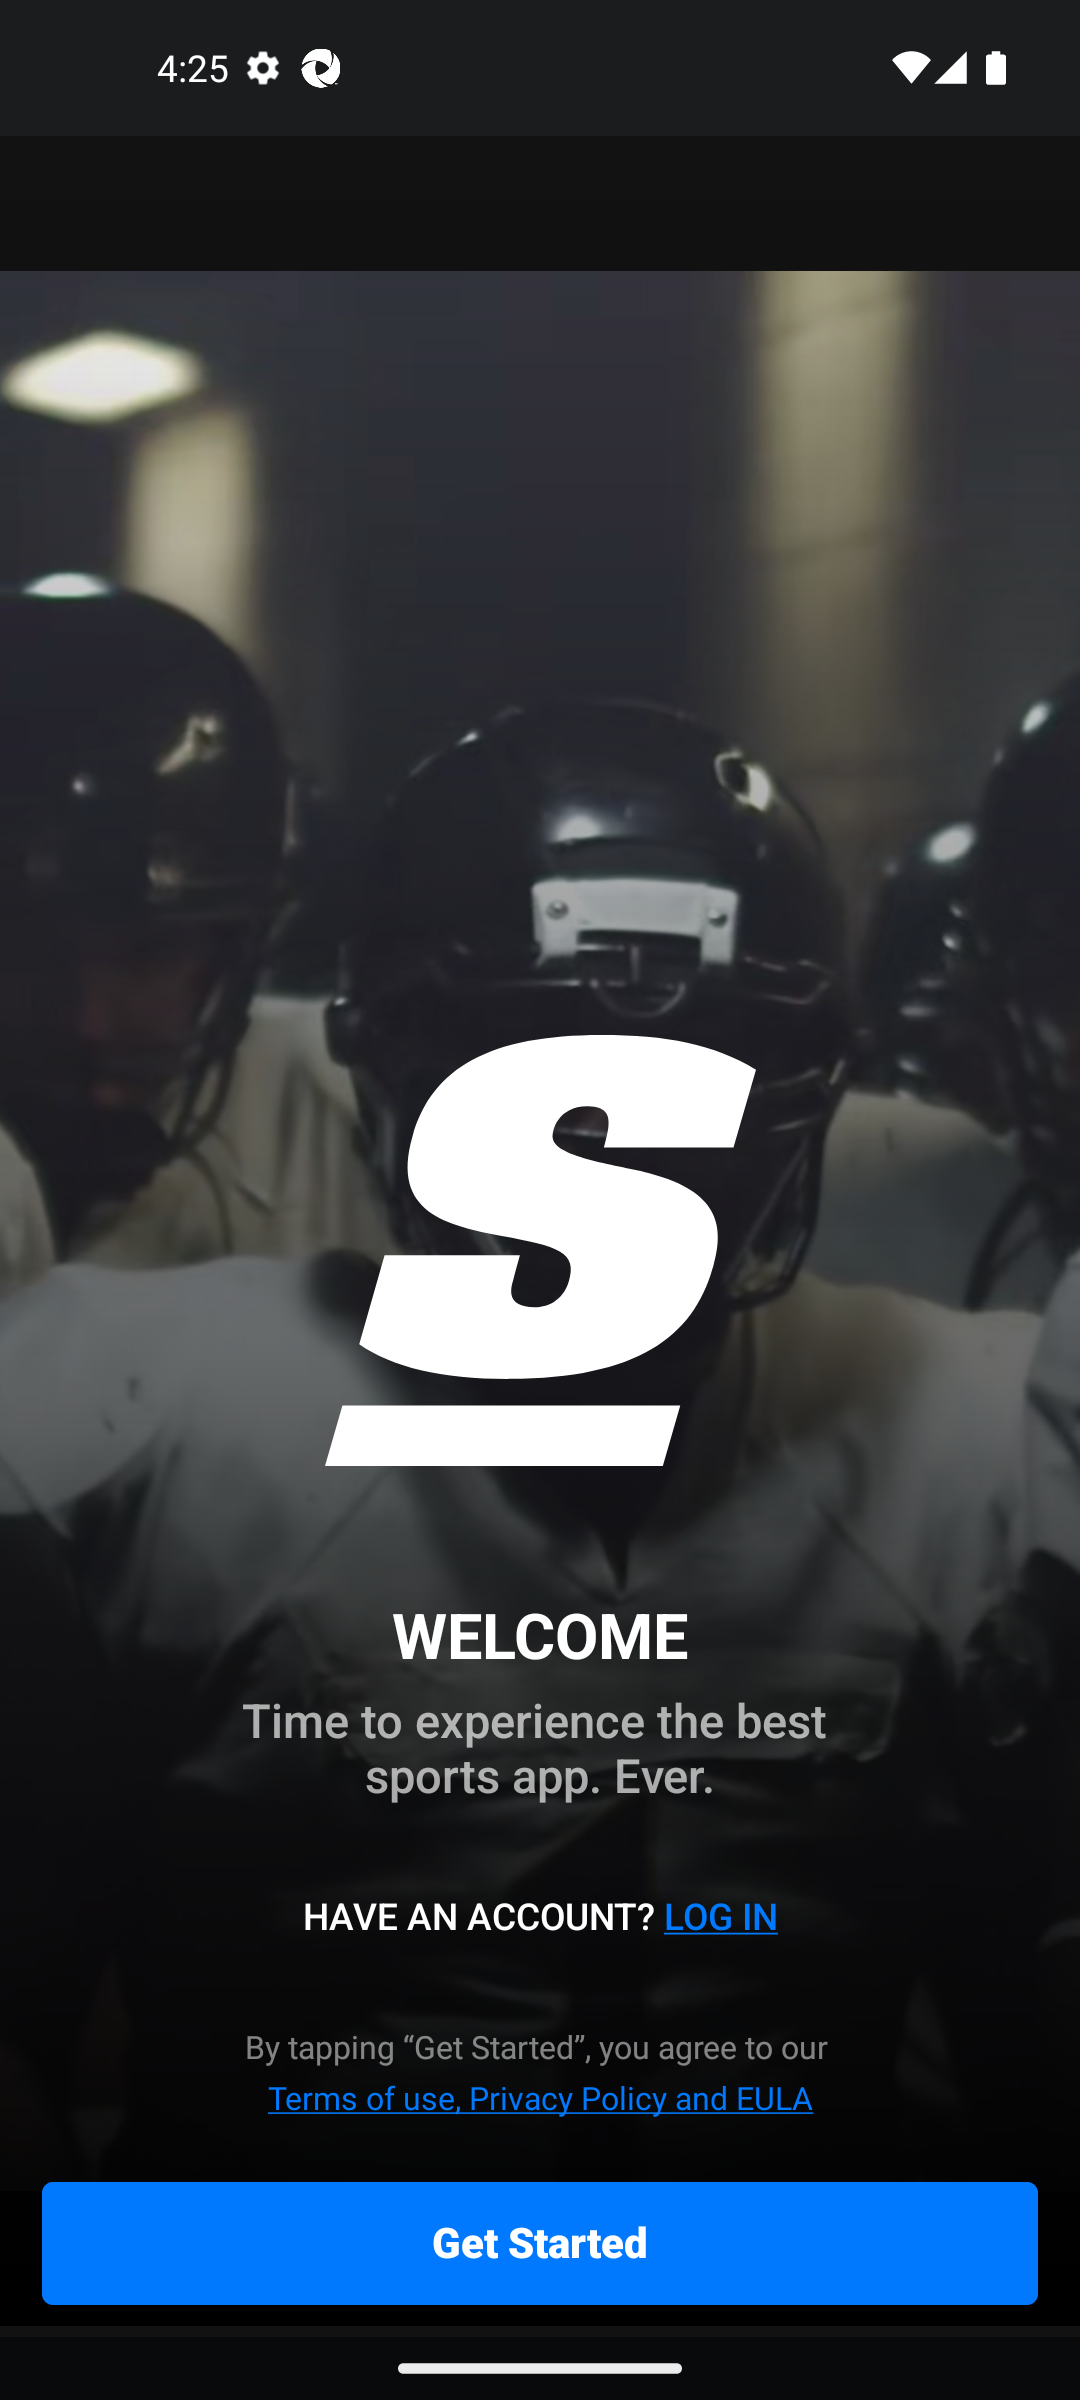 4:25
S
WELCOME
Time to experience the best
sports app. Ever.
HAVE AN ACCOUNT? LOG IN
By tapping “Get Started”, you agree to our
Terms of use, Privacy Policy and EULA
Get Started